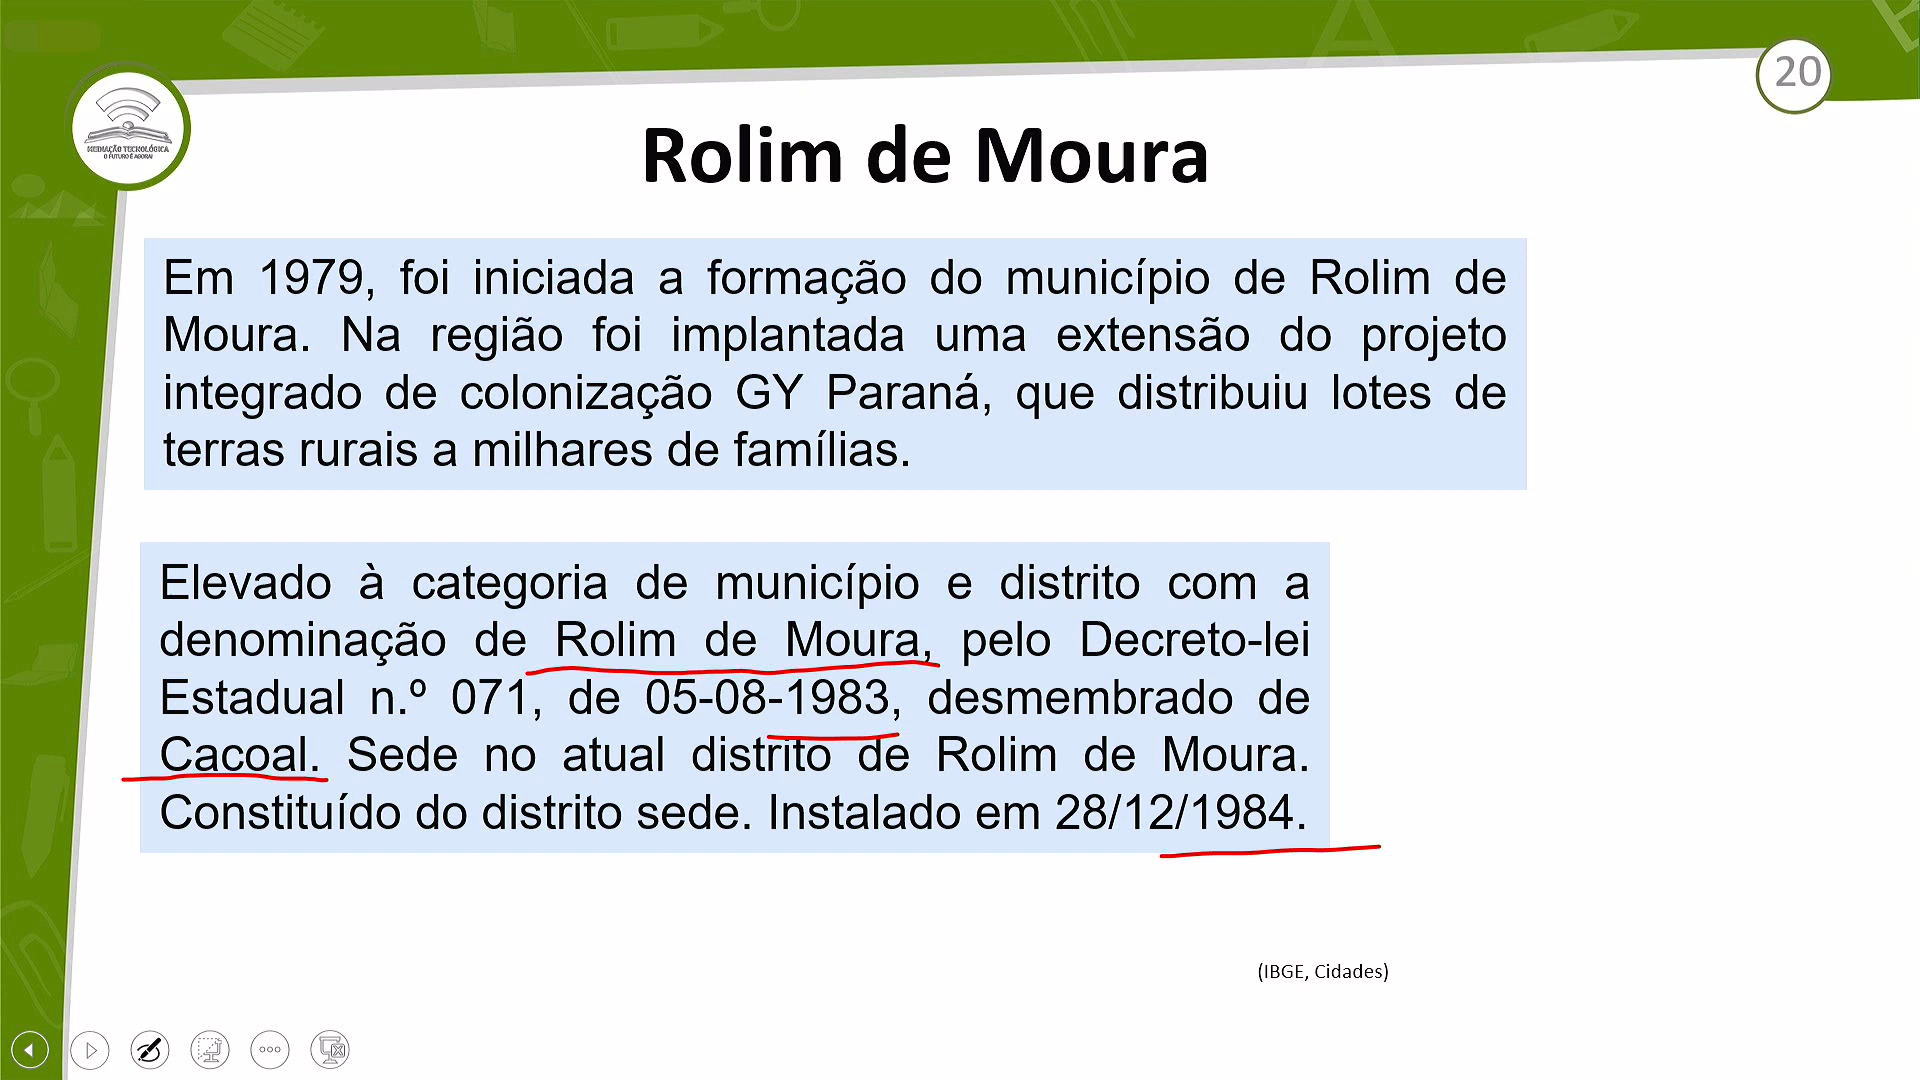 20
MEDIAÇÃO TECNOLÓGICA
O FUTURO É AGORA!
Rolim de Moura
Em 1979, foi iniciada a formação do município de Rolim de
Moura. Na região foi implantada uma extensão do projeto
integrado de colonização GY Paraná, que distribuiu lotes de
terras rurais a milhares de famílias.
Elevado à categoria de município e distrito com a
denominação de Rolim de Moura, pelo Decreto-lei
Estadual n.º 071, de 05-08-1983, desmembrado de
Cacoal. Sede no atual distrito de Rolim de Moura.
Constituído do distrito sede. Instalado em 28/12/1984.
(IBGE, Cidades)